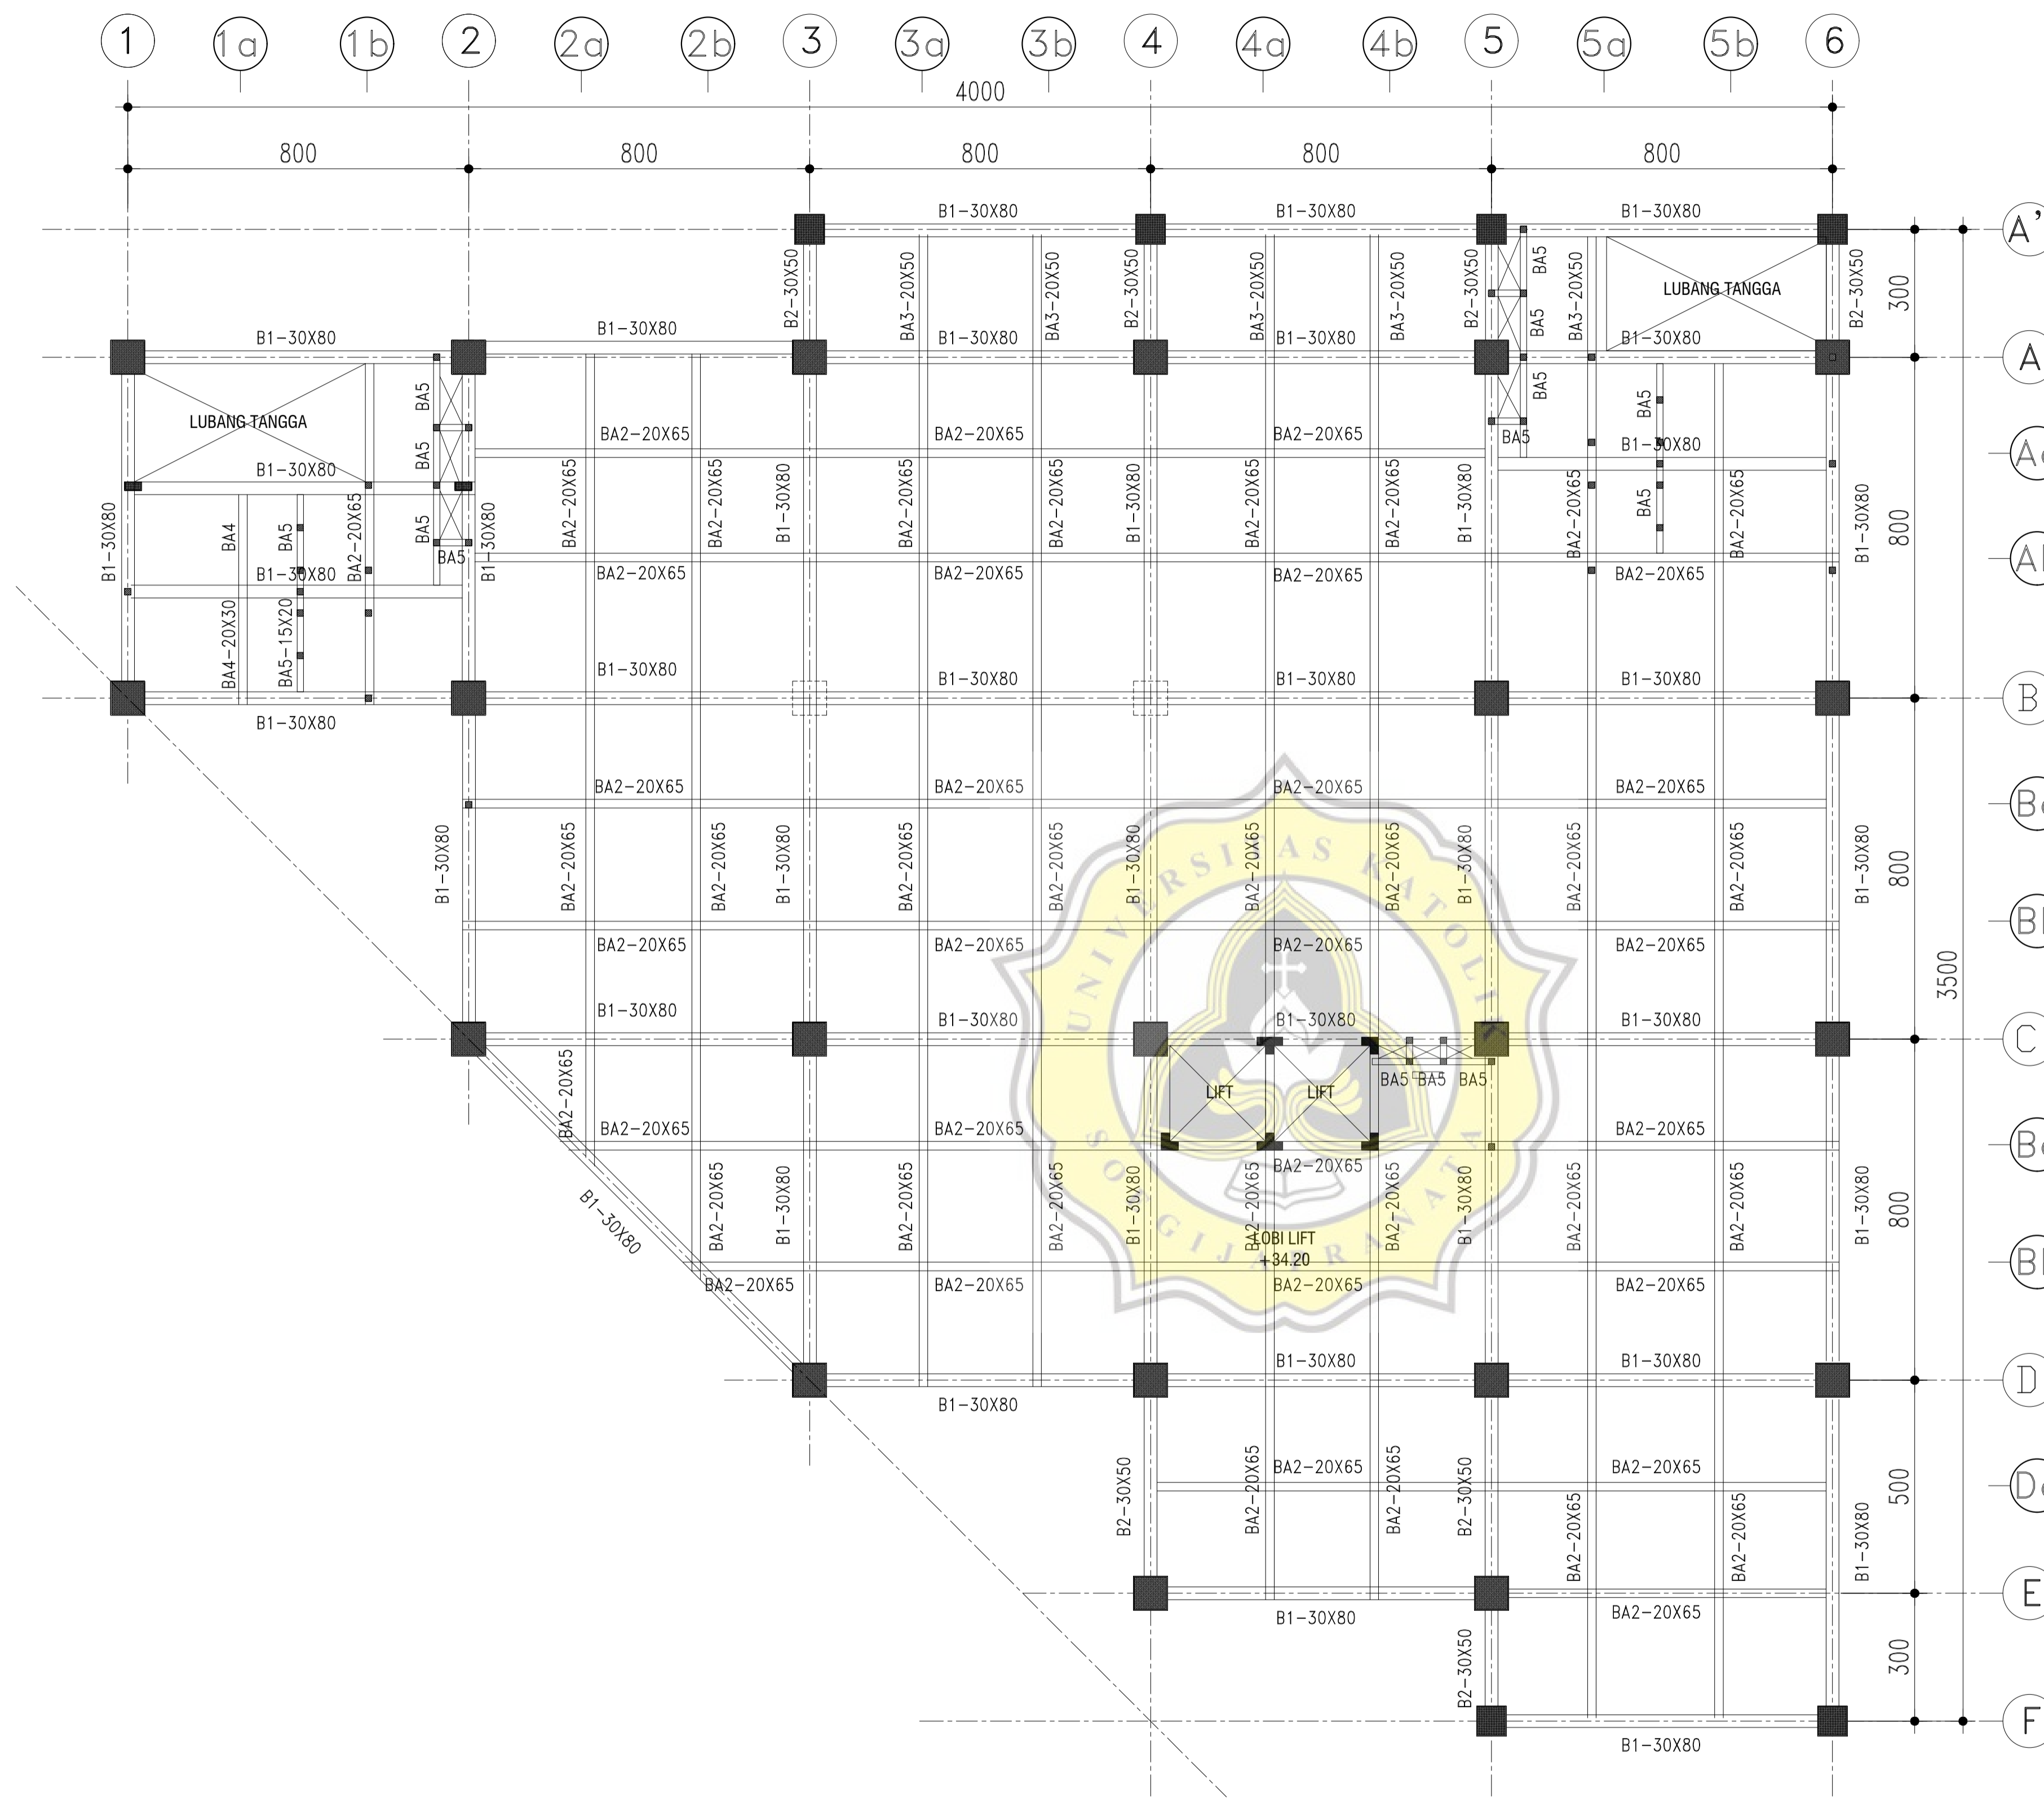 1 1a 1b 2 2a 2b 3 3a 3b 4 4a 4b 5 5a 5b 6
4000
800 800 800 800 800
B1-30X80 B1-30X80 B1-30X80
A'
B2-30X50 BA3-20X50 BA3-20X50 B2-30X50 BA3-20X50 BA3-20X50 B2-30X50 BA5 BA3-20X50 B2-30X50
LUBANG TANGGA
300
BA5
B1-30X80 B1-30X80 B1-30X80 B1-30X80 B1-30X80
A
BA5 BA5 BA5
LUBANG TANGGA
BA2-20X65 BA2-20X65 BA2-20X65 BA5 B1-30X80
BA5
B1-30X80
B1-30X80 BA4 BA5 BA2-20X65 BA5 B1-30X80 BA2-20X65 BA2-20X65 B1-30X80 BA2-20X65 BA2-20X65 B1-30X80 BA2-20X65 BA2-20X65 B1-30X80 BA2-20X65 BA5 BA2-20X65 B1-30X80
800
BA5
B1-30X80 BA2-20X65 BA2-20X65 BA2-20X65 BA2-20X65
BA4-20X30 BA5-15X20
B1-30X80 B1-30X80 B1-30X80 B1-30X80
B
B1-30X80
BA2-20X65 BA2-20X65 BA2-20X65 BA2-20X65
B1-30X80 BA2-20X65 BA2-20X65 B1-30X80 BA2-20X65 BA2-20X65 B1-30X80 BA2-20X65 BA2-20X65 B1-30X80 BA2-20X65 BA2-20X65 B1-30X80
800
UNIVERSITAS KATOLIK
BA2-20X65 BA2-20X65 BA2-20X65 BA2-20X65
3500
B1-30X80 B1-30X80 B1-30X80 B1-30X80
C
BA5 BA5 BA5
LIFT LIFT
BA2-20X65
BA2-20X65 BA2-20X65 BA2-20X65
BA2-20X65
BA2-20X65 B1-30X80 BA2-20X65 BA2-20X65 B1-30X80 BA2-20X65 BA2-20X65 B1-30X80 BA2-20X65 BA2-20X65 B1-30X80
800
SOEGIJAPRANATA
B1-30X80
LOBI LIFT
+34.20
BA2-20X65 BA2-20X65 BA2-20X65 BA2-20X65
B1-30X80 B1-30X80
D
B1-30X80
BA2-20X65 BA2-20X65
B2-30X50 BA2-20X65 BA2-20X65 B2-30X50 BA2-20X65 BA2-20X65 B1-30X80
500
E
B1-30X80 BA2-20X65
B2-30X50
300
F
B1-30X80